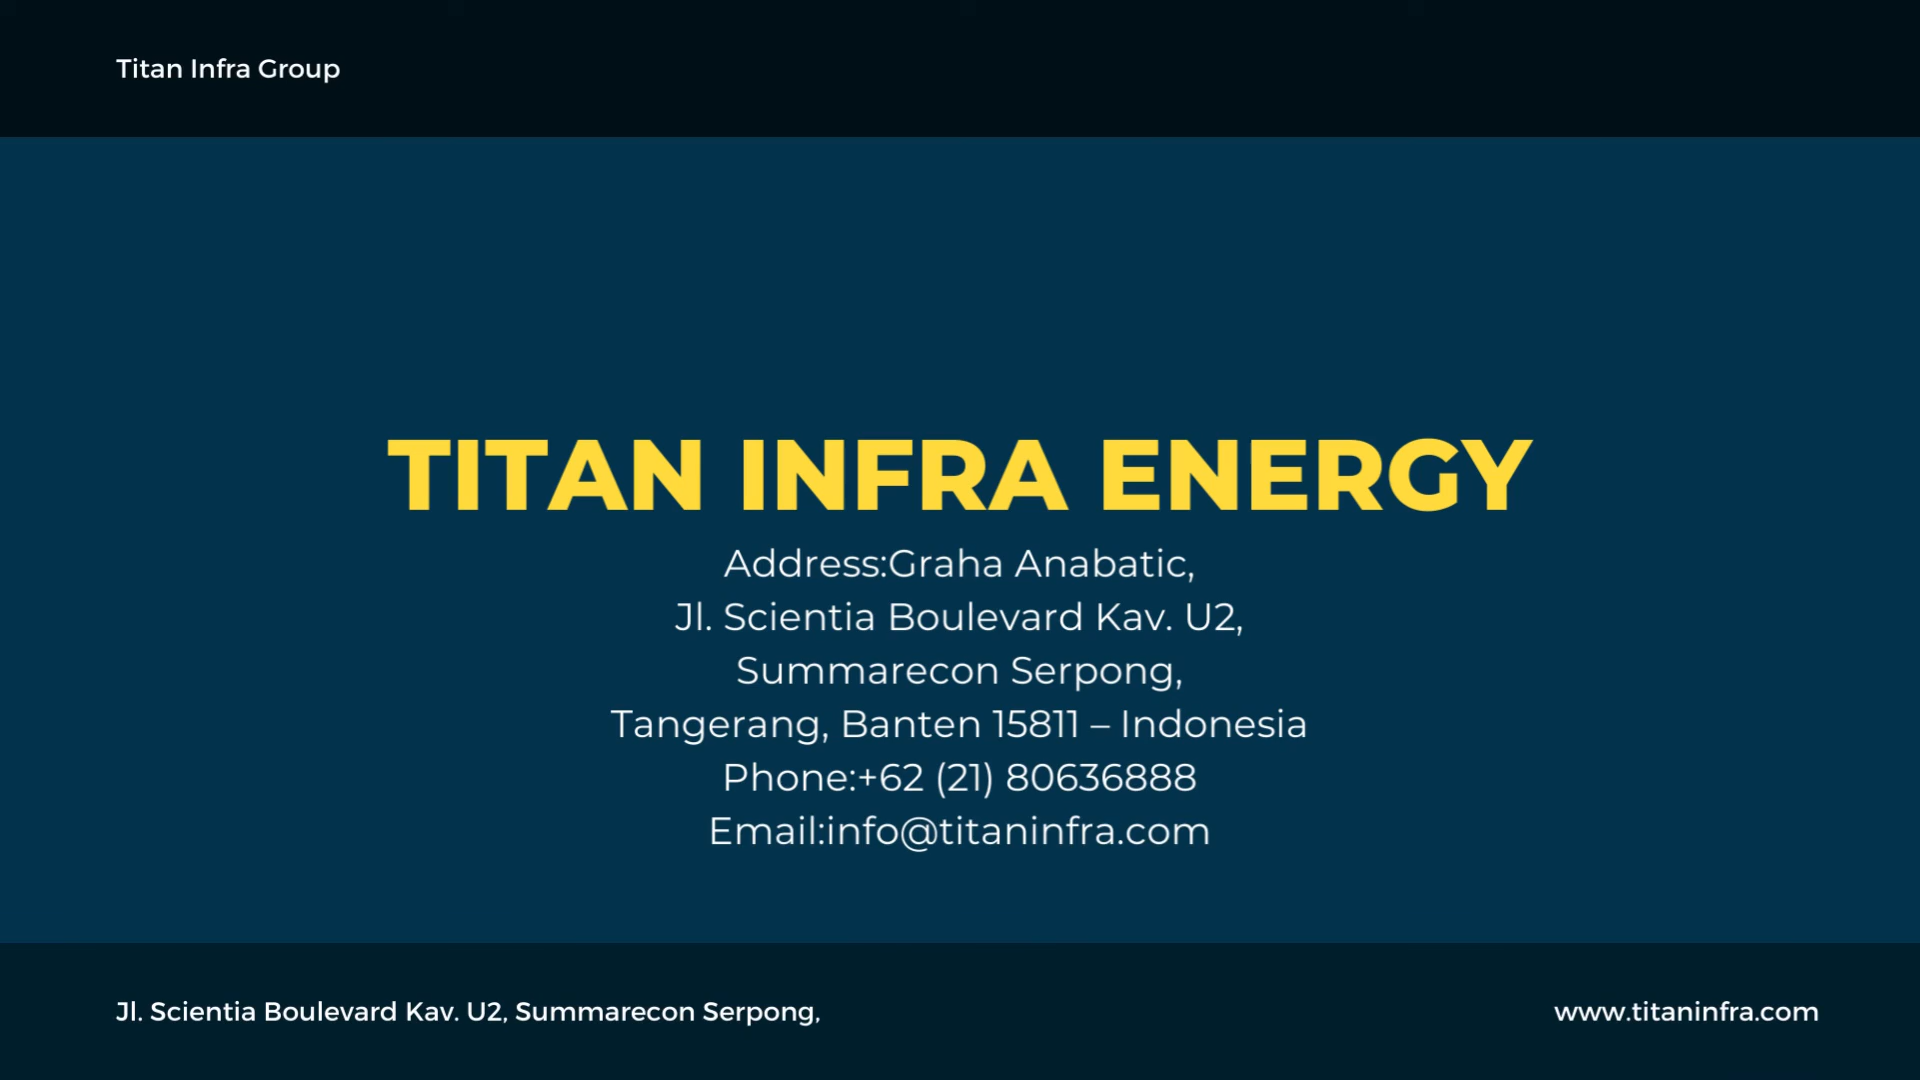 Titan Infra Group
TITAN INFRA ENERGY
Address:Graha Anabatic,
Jl. Scientia Boulevard Kav. U2,
Summarecon Serpong,
Tangerang, Banten 15811 – Indonesia
Phone:+62 (21) 80636888
Email:info@titaninfra.com
Jl. Scientia Boulevard Kav. U2, Summarecon Serpong,
www.titaninfra.com